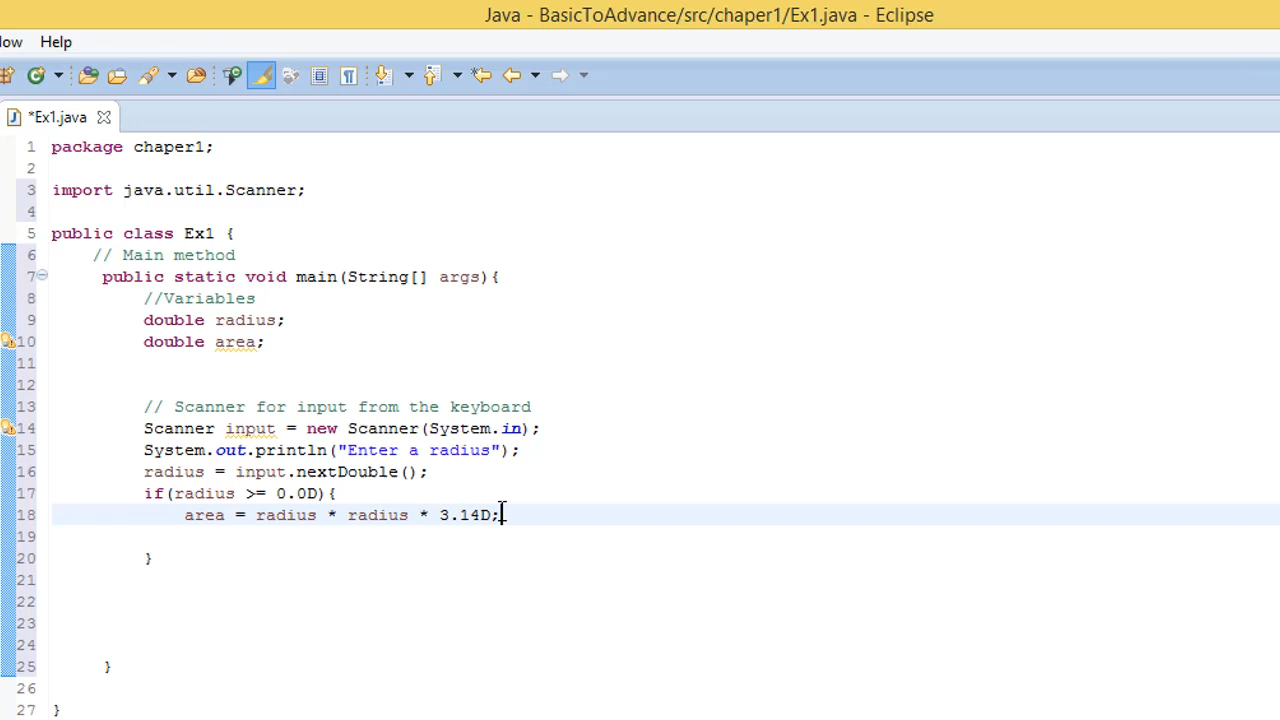 Java - BasicToAdvance/src/chaper1/Ex1.java - Eclipse
ow Help
*Ex1.java
1 package chaper1;
2
3 import java.util.Scanner;
4
5 public class Ex1 {
6 // Main method
7 public static void main(String[] args){
8 //Variables
9 double radius;
10 double area;
11
12
13 // Scanner for input from the keyboard
14 Scanner input = new Scanner(System.in);
15 System.out.println("Enter a radius");
16 radius = input.nextDouble();
17 if(radius >= 0.0D){
18 area = radius * radius * 3.14D;
19
20 }
21
22
23
24
25 }
26
27 }